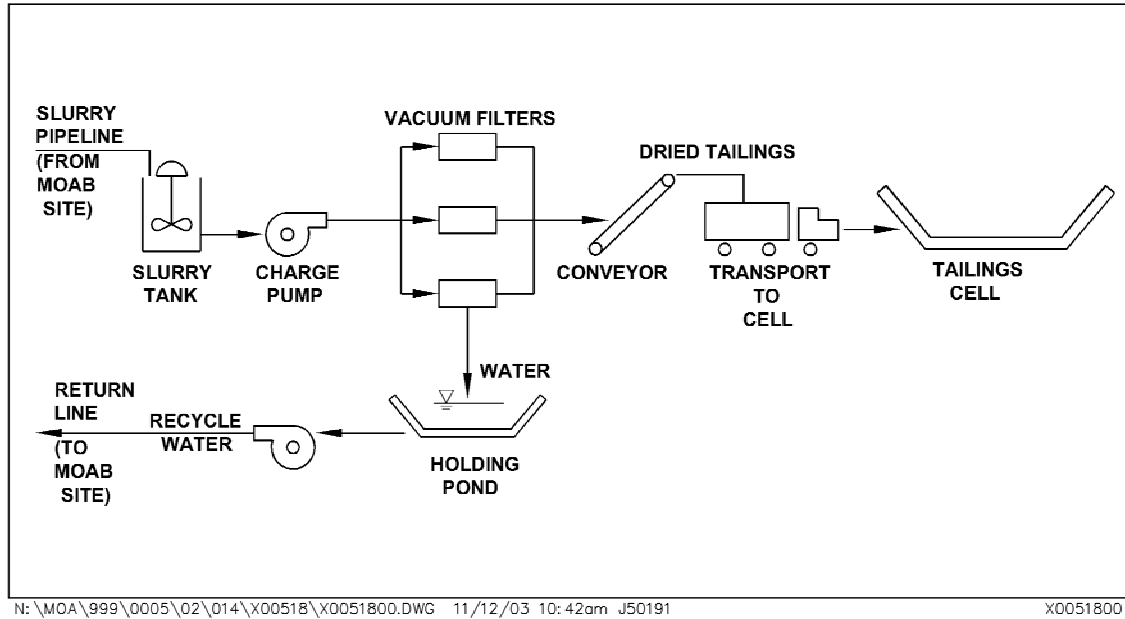 SLURRY
PIPELINE
(FROM
MOAB
SITE)
VACUUM FILTERS
DRIED TAILINGS
SLURRY
TANK
CHARGE
PUMP
CONVEYOR
TRANSPORT
TO
CELL
TAILINGS
CELL
WATER
RETURN
LINE
(TO
MOAB
SITE)
RECYCLE
WATER
HOLDING
POND
N:\MOA\999\0005\02\014\X00518\X0051800.DWG 11/12/03 10:42am J50191
X0051800